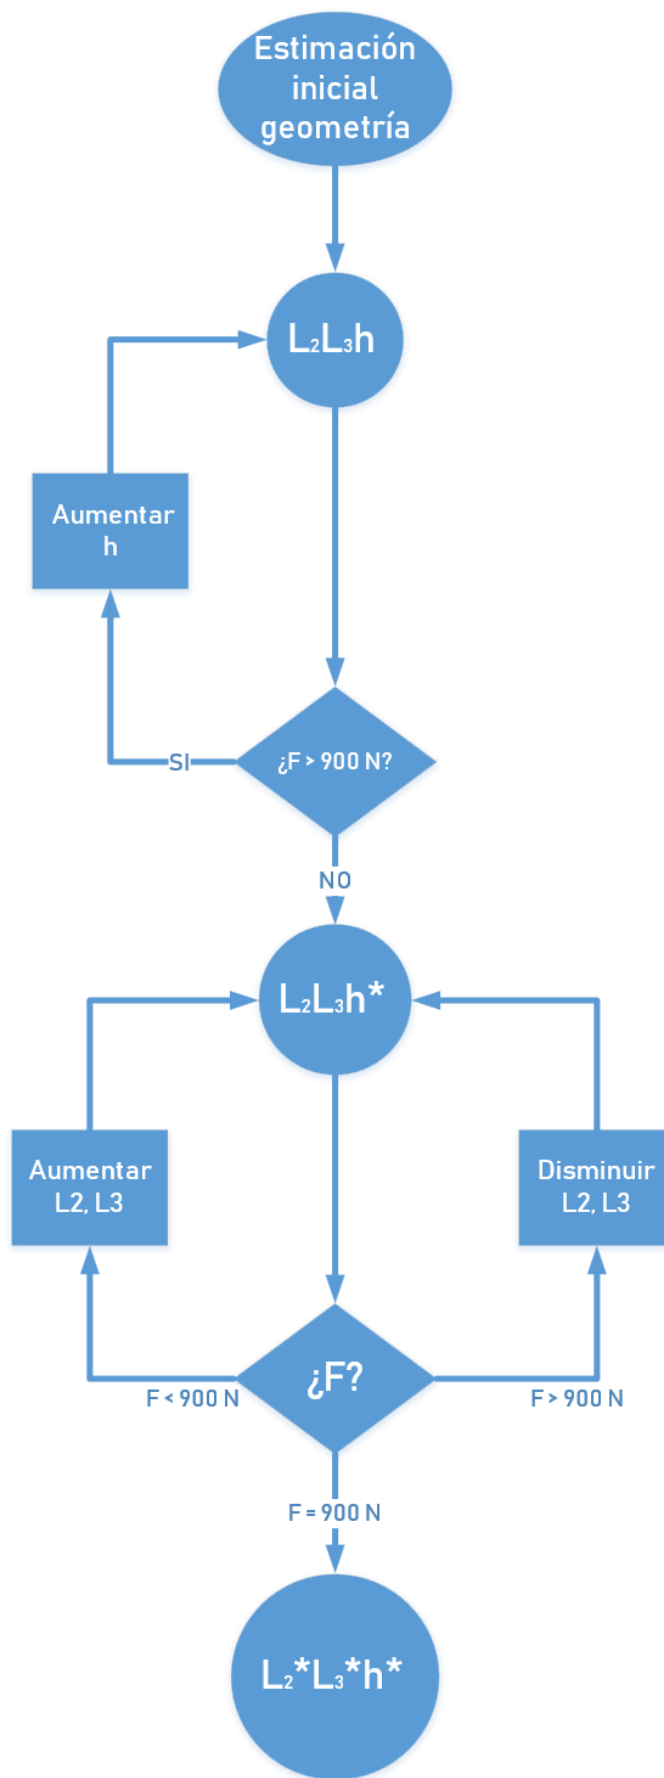 Estimación
inicial
geometría
L₂L₃h
Aumentar
h
SI
¿F > 900 N?
NO
L₂L₃h*
Aumentar
L2, L3
Disminuir
L2, L3
¿F?
F < 900 N
F > 900 N
F = 900 N
L₂*L₃*h*